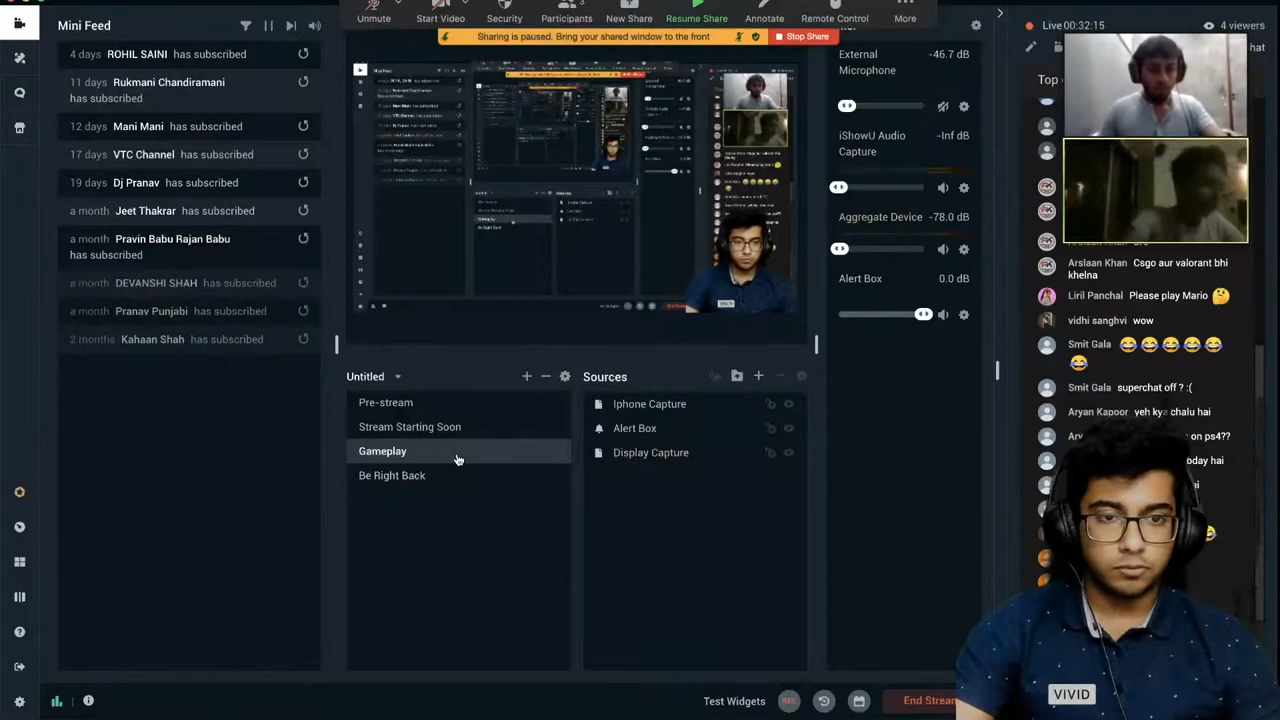 Unmute
Start Video
Security
Participants
3
New Share
Resume Share
Annotate
Remote Control
More
Sharing is paused. Bring your shared window to the front
Stop Share
Mini Feed
U. SAINI has subscribed
14 days Rukmani Chandnani
has subscribed
12 days Mani Mani has subscribed
17 days VTC Channel has subscribed
19 days Dj Pranav has subscribed
a month Jeet Thakrar has subscribed
a month Pravin Babu Rajan Babu
has subscribed
a month DEVANSHI SHAH has subscribed
a month Pranav Punjabi has subscribed
2 months Kahaan Shah has subscribed
Untitled
Pre-stream
Stream Starting Soon
Gameplay
Be Right Back
Sources
Iphone Capture
Alert Box
Display Capture
External
Microphone
-46.7 dB
iShowU Audio
Capture
-Inf dB
Aggregate Device -78.0 dB
Alert Box 0.0 dB
Live 00:32:15
4 viewers
Top
Arslaan Khan Csgo aur valorant bhi
khelna
Liril Panchal Please play Mario 🤔
vidhi sanghvi wow
Smit Gala 😂😂😂😂😂
😂
Smit Gala superchat off ? :(
Aryan Kapoor yeh kya chalu hai
on ps4??
oday hai
VIVID
Test Widgets
REC
End Stream